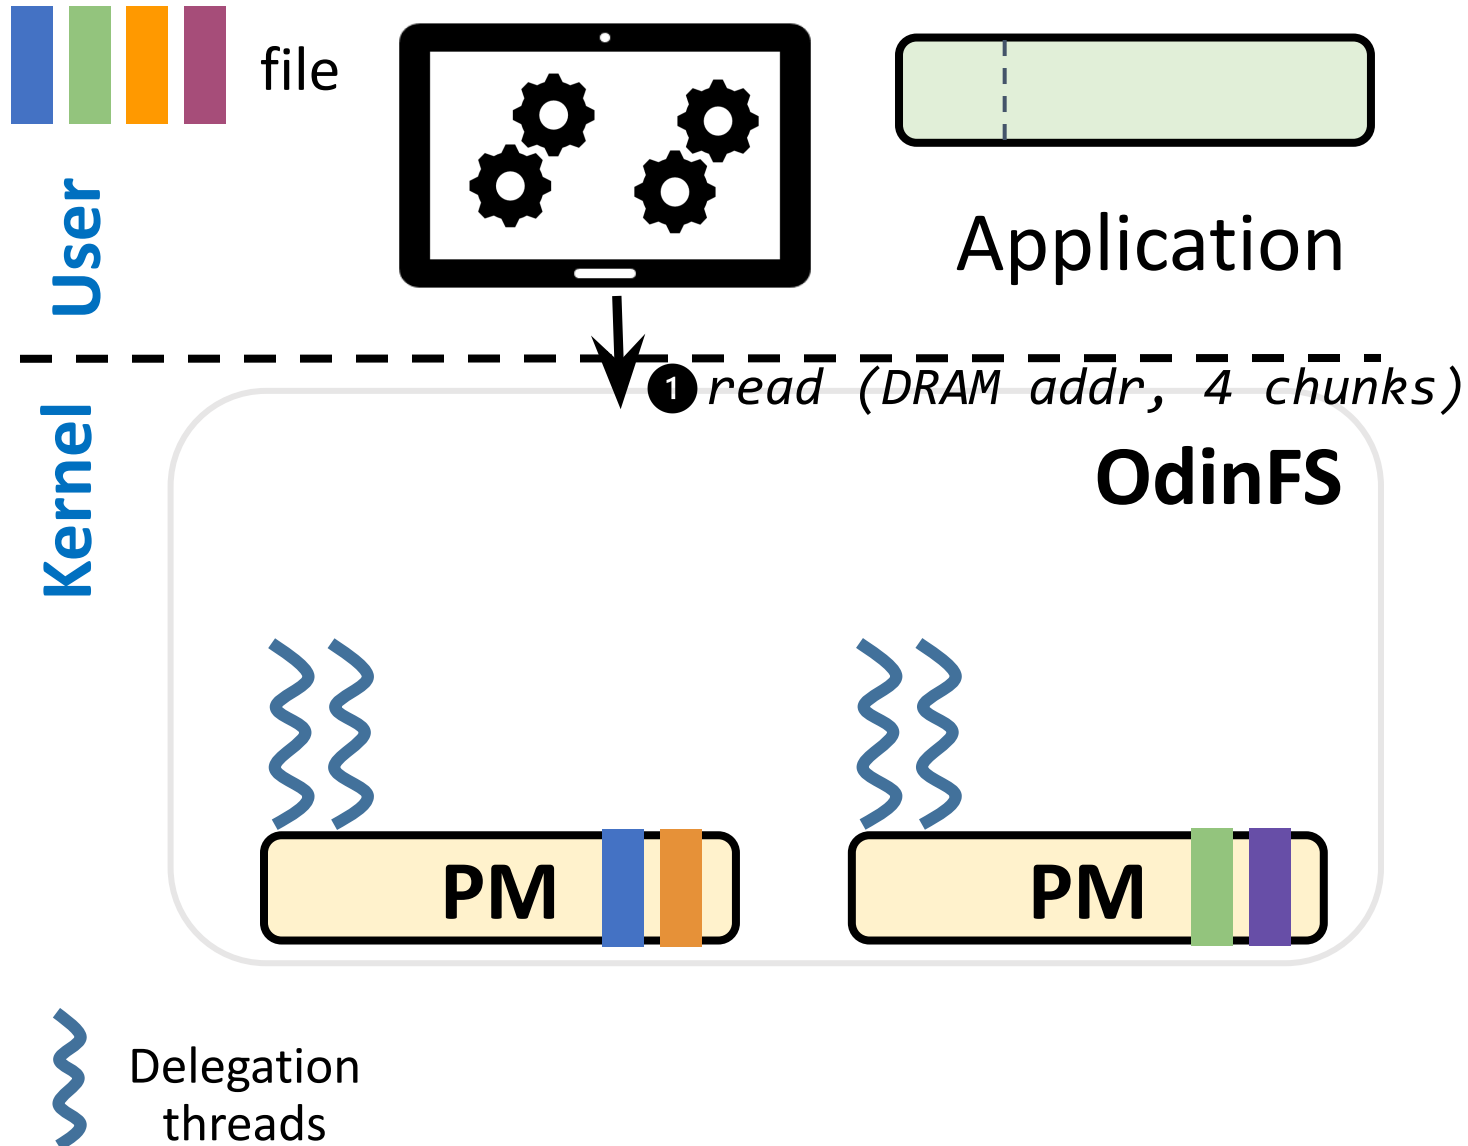 file
User
Application
1 read (DRAM addr, 4 chunks)
Kernel
OdinFS
PM
PM
Delegation
threads